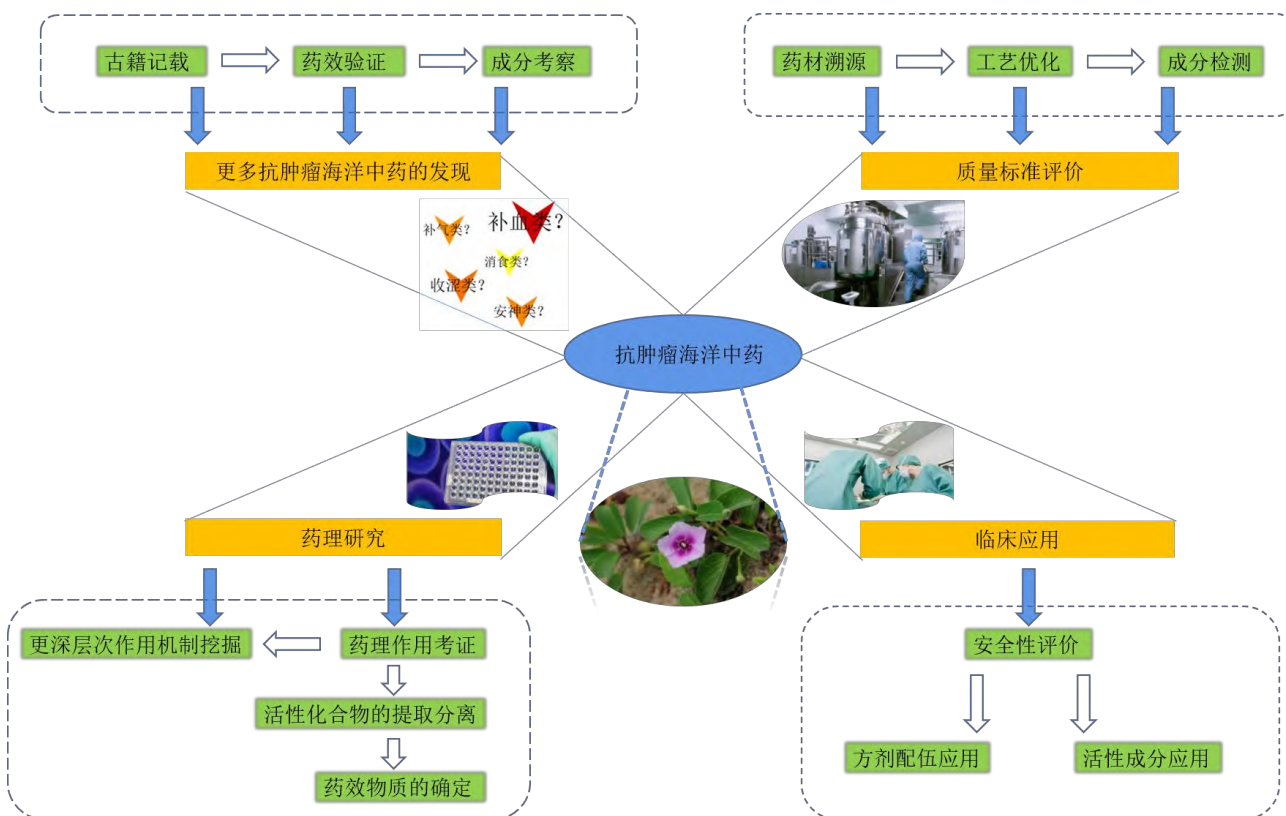 古籍记载
药效验证
成分考察
药材溯源
工艺优化
成分检测
更多抗肿瘤海洋中药的发现
质量标准评价
补气类?
补血类?
消食类?
收涩类?
安神类?
抗肿瘤海洋中药
药理研究
临床应用
更深层次作用机制挖掘
药理作用考证
安全性评价
活性化合物的提取分离
方剂配伍应用
活性成分应用
药效物质的确定